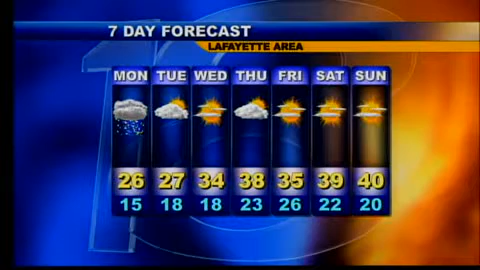 7 DAY FORECAST
LAFAYETTE AREA
MON TUE WED THU FRI SAT SUN
26 27 34 38 35 39 40
15 18 18 23 26 22 20